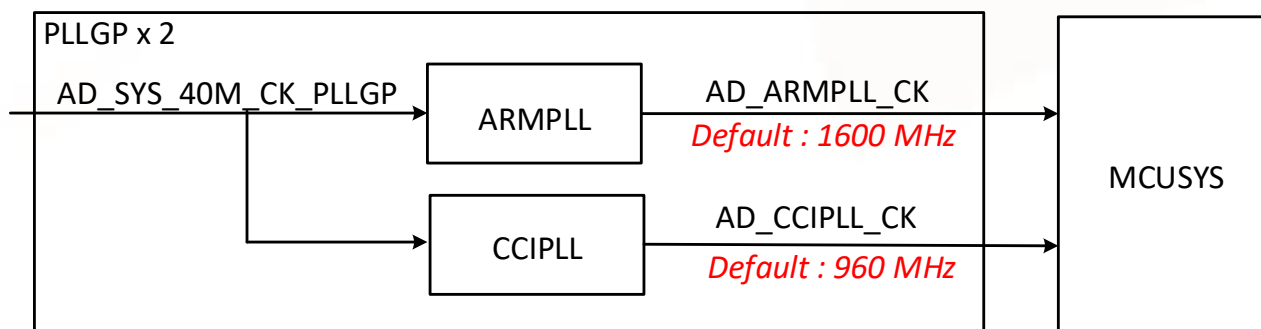 PLLGP x 2
AD_SYS_40M_CK_PLLGP
ARMPLL
AD_ARMPLL_CK
Default : 1600 MHz
MCUSYS
CCIPLL
AD_CCIPLL_CK
Default : 960 MHz